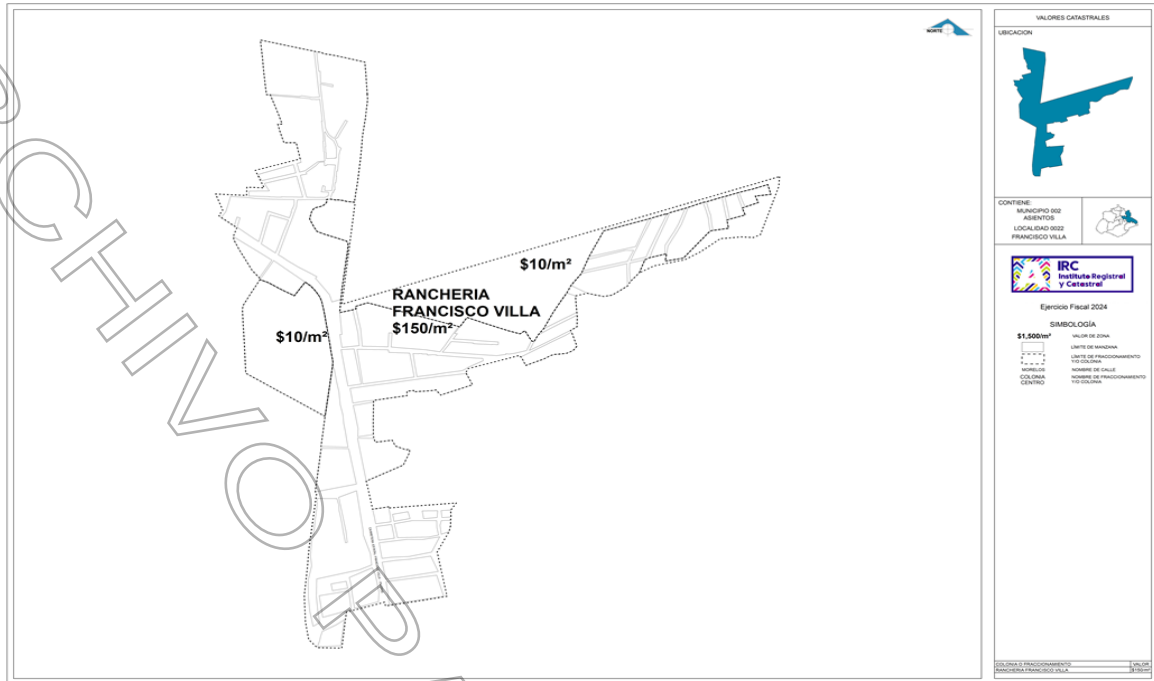 NORTE
$10/m²
RANCHERIA
FRANCISCO VILLA
$150/m²
$10/m²
VALORES CATASTRALES
UBICACION
CONTIENE:
MUNICIPIO 002
ASIENTOS
LOCALIDAD 0022
FRANCISCO VILLA
IRC
Instituto Registral
y Catastral
Ejercicio Fiscal 2024
SIMBOLOGÍA
$1,500/m² VALOR DE ZONA
LÍMITE DE MANZANA
LÍMITE DE FRACCIONAMIENTO
Y/O COLONIA
MORELOS NOMBRE DE CALLE
COLONIA NOMBRE DE FRACCIONAMIENTO
CENTRO Y/O COLONIA
COLONIA O FRACCIONAMIENTO VALOR
RANCHERIA FRANCISCO VILLA $150/m²